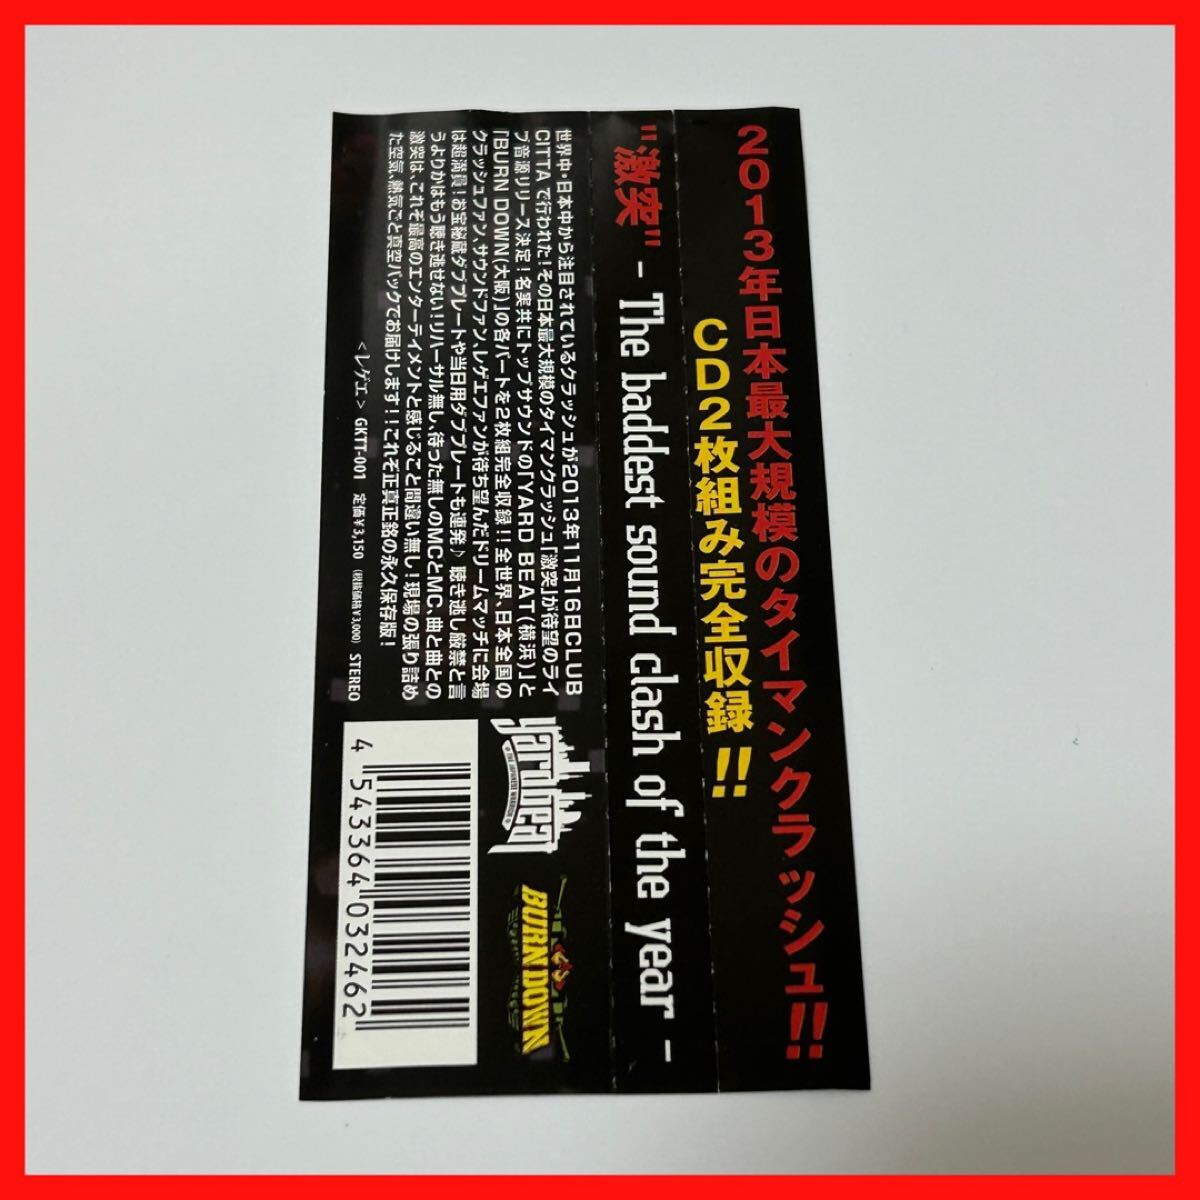 2013年日本最大規模のタイマンクラッシュ!!
CD2枚組み完全収録!!
"激突" - The baddest sound clash of the year -
世界中・日本中から注目されているクラッシュが2013年11月16日CLUB
CITTAで行われた!その日本最大規模のタイマンクラッシュ「激突」が待望のライ
ブ音源リリース決定!名実共にトップサウンドの「YARD BEAT(横浜)」と
「BURN DOWN(大阪)」の各パートを2枚組完全収録!!全世界、日本全国の
クラッシュファン、サウンドファン、レゲエファンが待ち望んだドリームマッチに会場
は超満員!お宝秘蔵ダブプレートや当日用ダブプレートも連発♪聴き逃し厳禁と言
うよりかはもう聴き逃せない!リハーサル無し、待った無しのMCとMC、曲と曲との
激突は、これぞ最高のエンターテイメントと感じること間違い無し!現場の張り詰め
た空気、熱気ごと真空パックでお届けします!!これぞ正真正銘の永久保存版!
<レゲエ> GKTT-001 定価¥3,150 (税抜価格¥3,000) STEREO
yard beat
THE JAPANESE WARRIOR
BURN DOWN
4 543364 032462